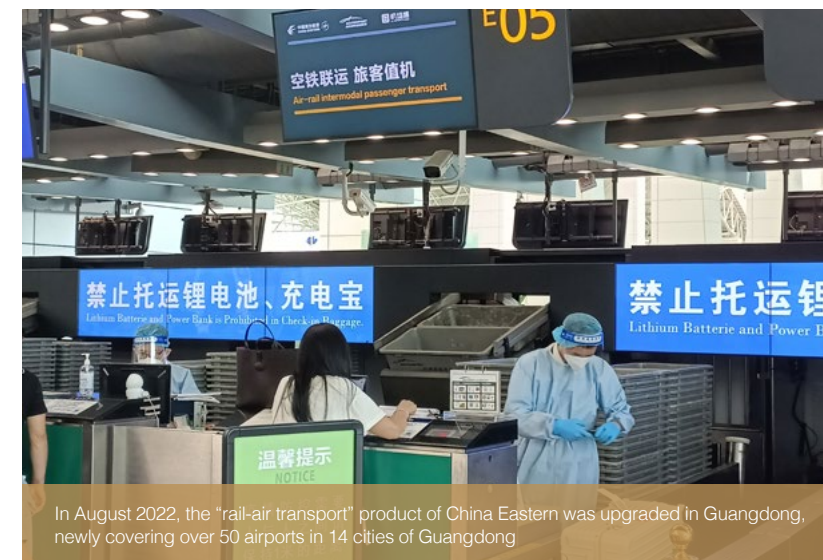 E05
空铁联运 旅客值机
Air-rail intermodal passenger transport
禁止托运锂电池、充电宝
Lithium Batterie and Power Bank is Prohibited in Check-in Baggage.
禁止托运锂
Lithium Batterie and Power B
温馨提示
NOTICE
In August 2022, the “rail-air transport” product of China Eastern was upgraded in Guangdong,
newly covering over 50 airports in 14 cities of Guangdong